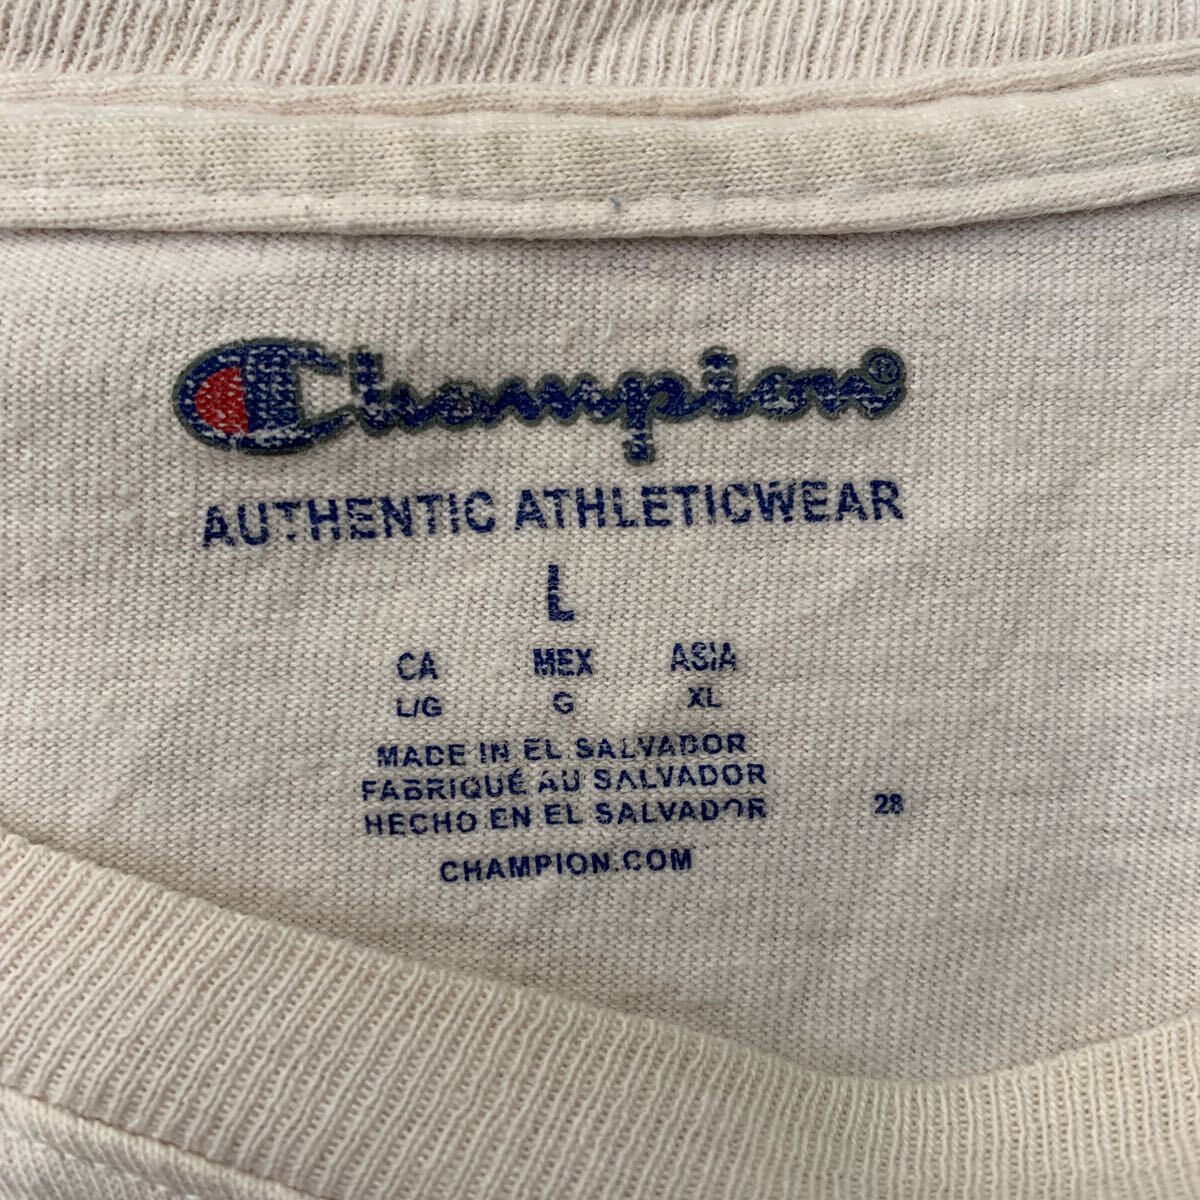 Champion®
AUTHENTIC ATHLETICWEAR
L
CA MEX ASIA
L/G G XL
MADE IN EL SALVADOR
FABRIQUÉ AU SALVADOR
HECHO EN EL SALVADOR 28
CHAMPION.COM